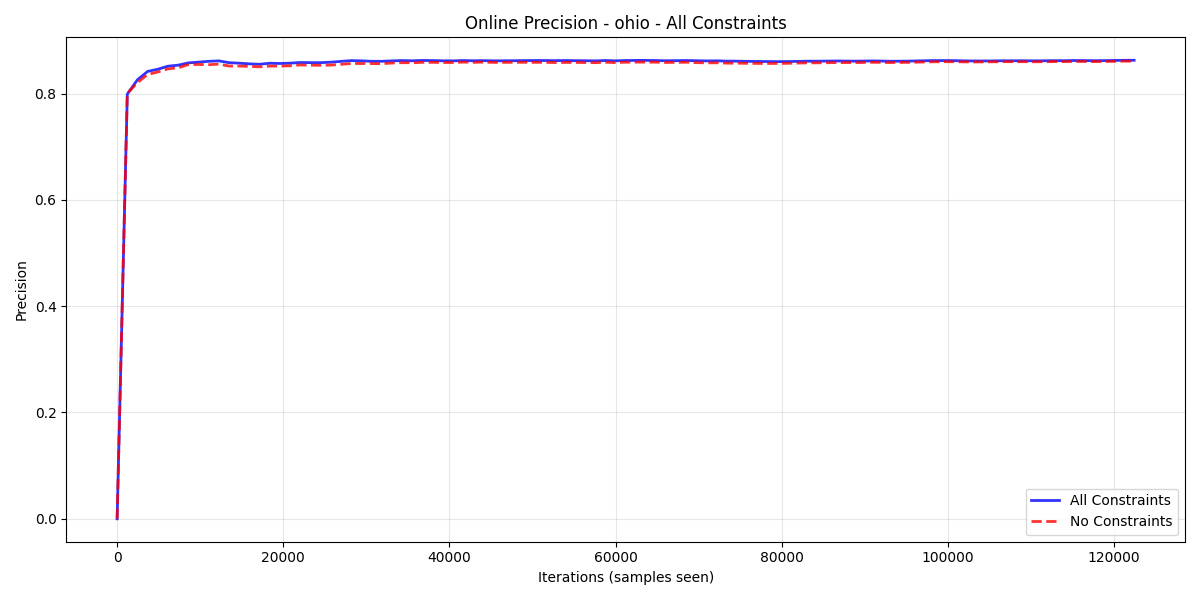 Online Precision - ohio - All Constraints
Precision
0.8
0.6
0.4
0.2
0.0
0
20000
40000
60000
80000
100000
120000
Iterations (samples seen)
All Constraints
No Constraints